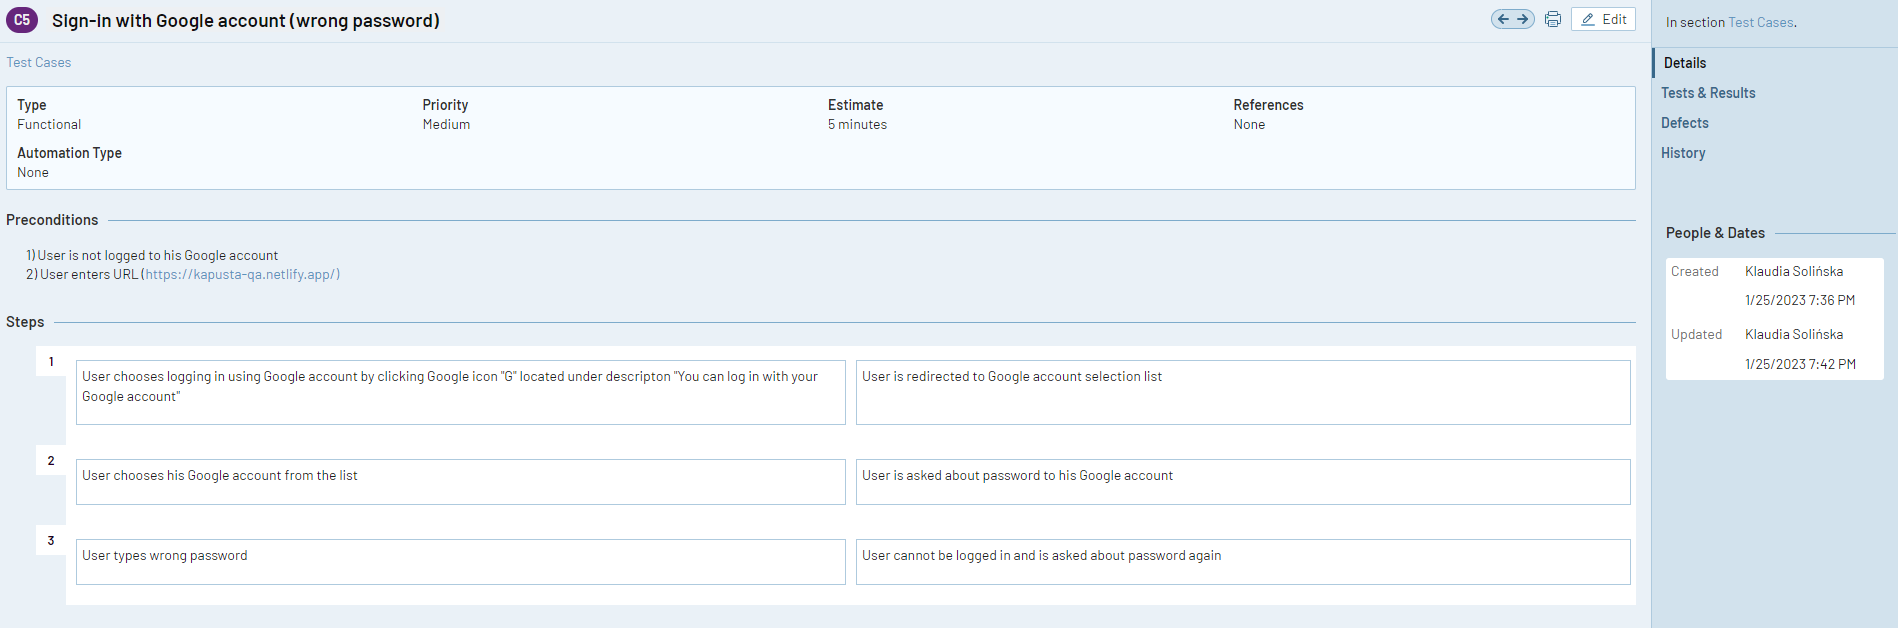 C5 Sign-in with Google account (wrong password)
Edit
Test Cases
Type
Functional
Priority
Medium
Estimate
5 minutes
References
None
Automation Type
None
Preconditions
1) User is not logged to his Google account
2) User enters URL (https://kapusta-qa.netlify.app/)
Steps
1
User chooses logging in using Google account by clicking Google icon "G" located under descripton "You can log in with your
Google account"
User is redirected to Google account selection list
2
User chooses his Google account from the list
User is asked about password to his Google account
3
User types wrong password
User cannot be logged in and is asked about password again
In section Test Cases.
Details
Tests & Results
Defects
History
People & Dates
Created Klaudia Solińska
1/25/2023 7:36 PM
Updated Klaudia Solińska
1/25/2023 7:42 PM